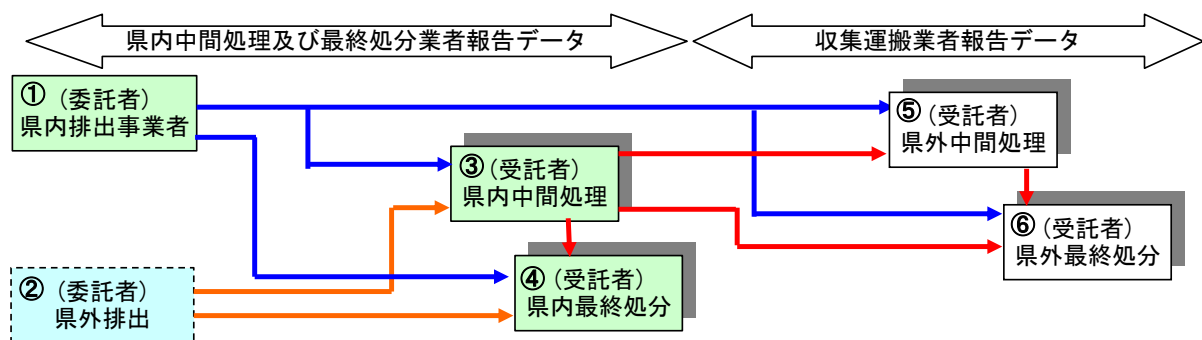 県内中間処理及び最終処分業者報告データ
収集運搬業者報告データ
① (委託者)
県内排出事業者
⑤ (受託者)
県外中間処理
③(受託者)
県内中間処理
⑥ (受託者)
県外最終処分
④ (受託者)
県内最終処分
② (委託者)
県外排出